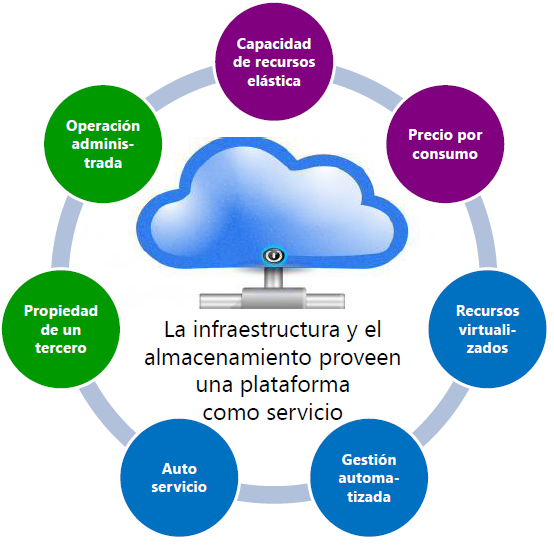 Capacidad
de recursos
elástica
Precio por
consumo
Recursos
virtuali-
zados
Gestión
automa-
tizada
Auto
servicio
Propiedad
de un
tercero
Operación
adminis-
trada
La infraestructura y el
almacenamiento proveen
una plataforma
como servicio